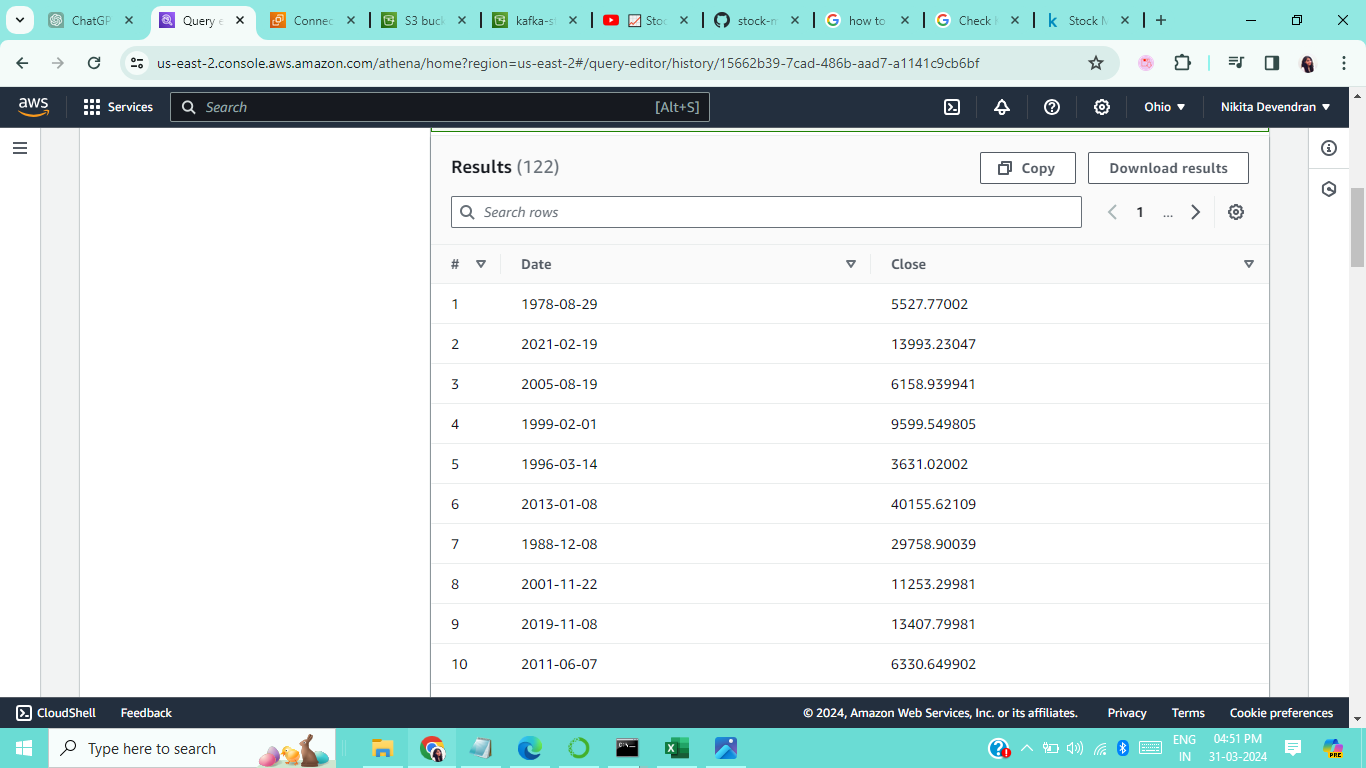 ChatGP
Query e
Connec
S3 buck
kafka-st
Stoc
stock-m
how to
Check
Stock M
us-east-2.console.aws.amazon.com/athena/home?region=us-east-2#/query-editor/history/15662b39-7cad-486b-aad7-a1141c9cb6bf
aws
Services
Search
[Alt+S]
Ohio
Nikita Devendran
Results (122)
Copy
Download results
Search rows
1
...
# Date Close
1 1978-08-29 5527.77002
2 2021-02-19 13993.23047
3 2005-08-19 6158.939941
4 1999-02-01 9599.549805
5 1996-03-14 3631.02002
6 2013-01-08 40155.62109
7 1988-12-08 29758.90039
8 2001-11-22 11253.29981
9 2019-11-08 13407.79981
10 2011-06-07 6330.649902
CloudShell
Feedback
© 2024, Amazon Web Services, Inc. or its affiliates.
Privacy
Terms
Cookie preferences
Type here to search
ENG
IN
04:51 PM
31-03-2024
PRE